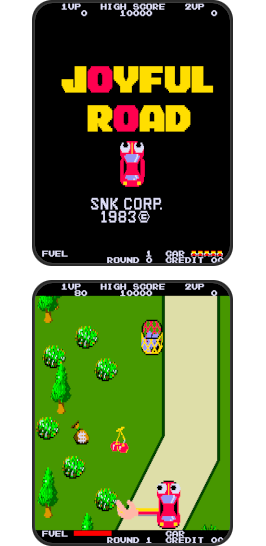 1UP HIGH SCORE 2UP
0 10000 0
JOYFUL
ROAD
SNK CORP.
1983©
FUEL 1 CAR
ROUND 0 CREDIT 00
1UP HIGH SCORE 2UP
80 10000 0
FUEL CAR
ROUND 1 CREDIT 00